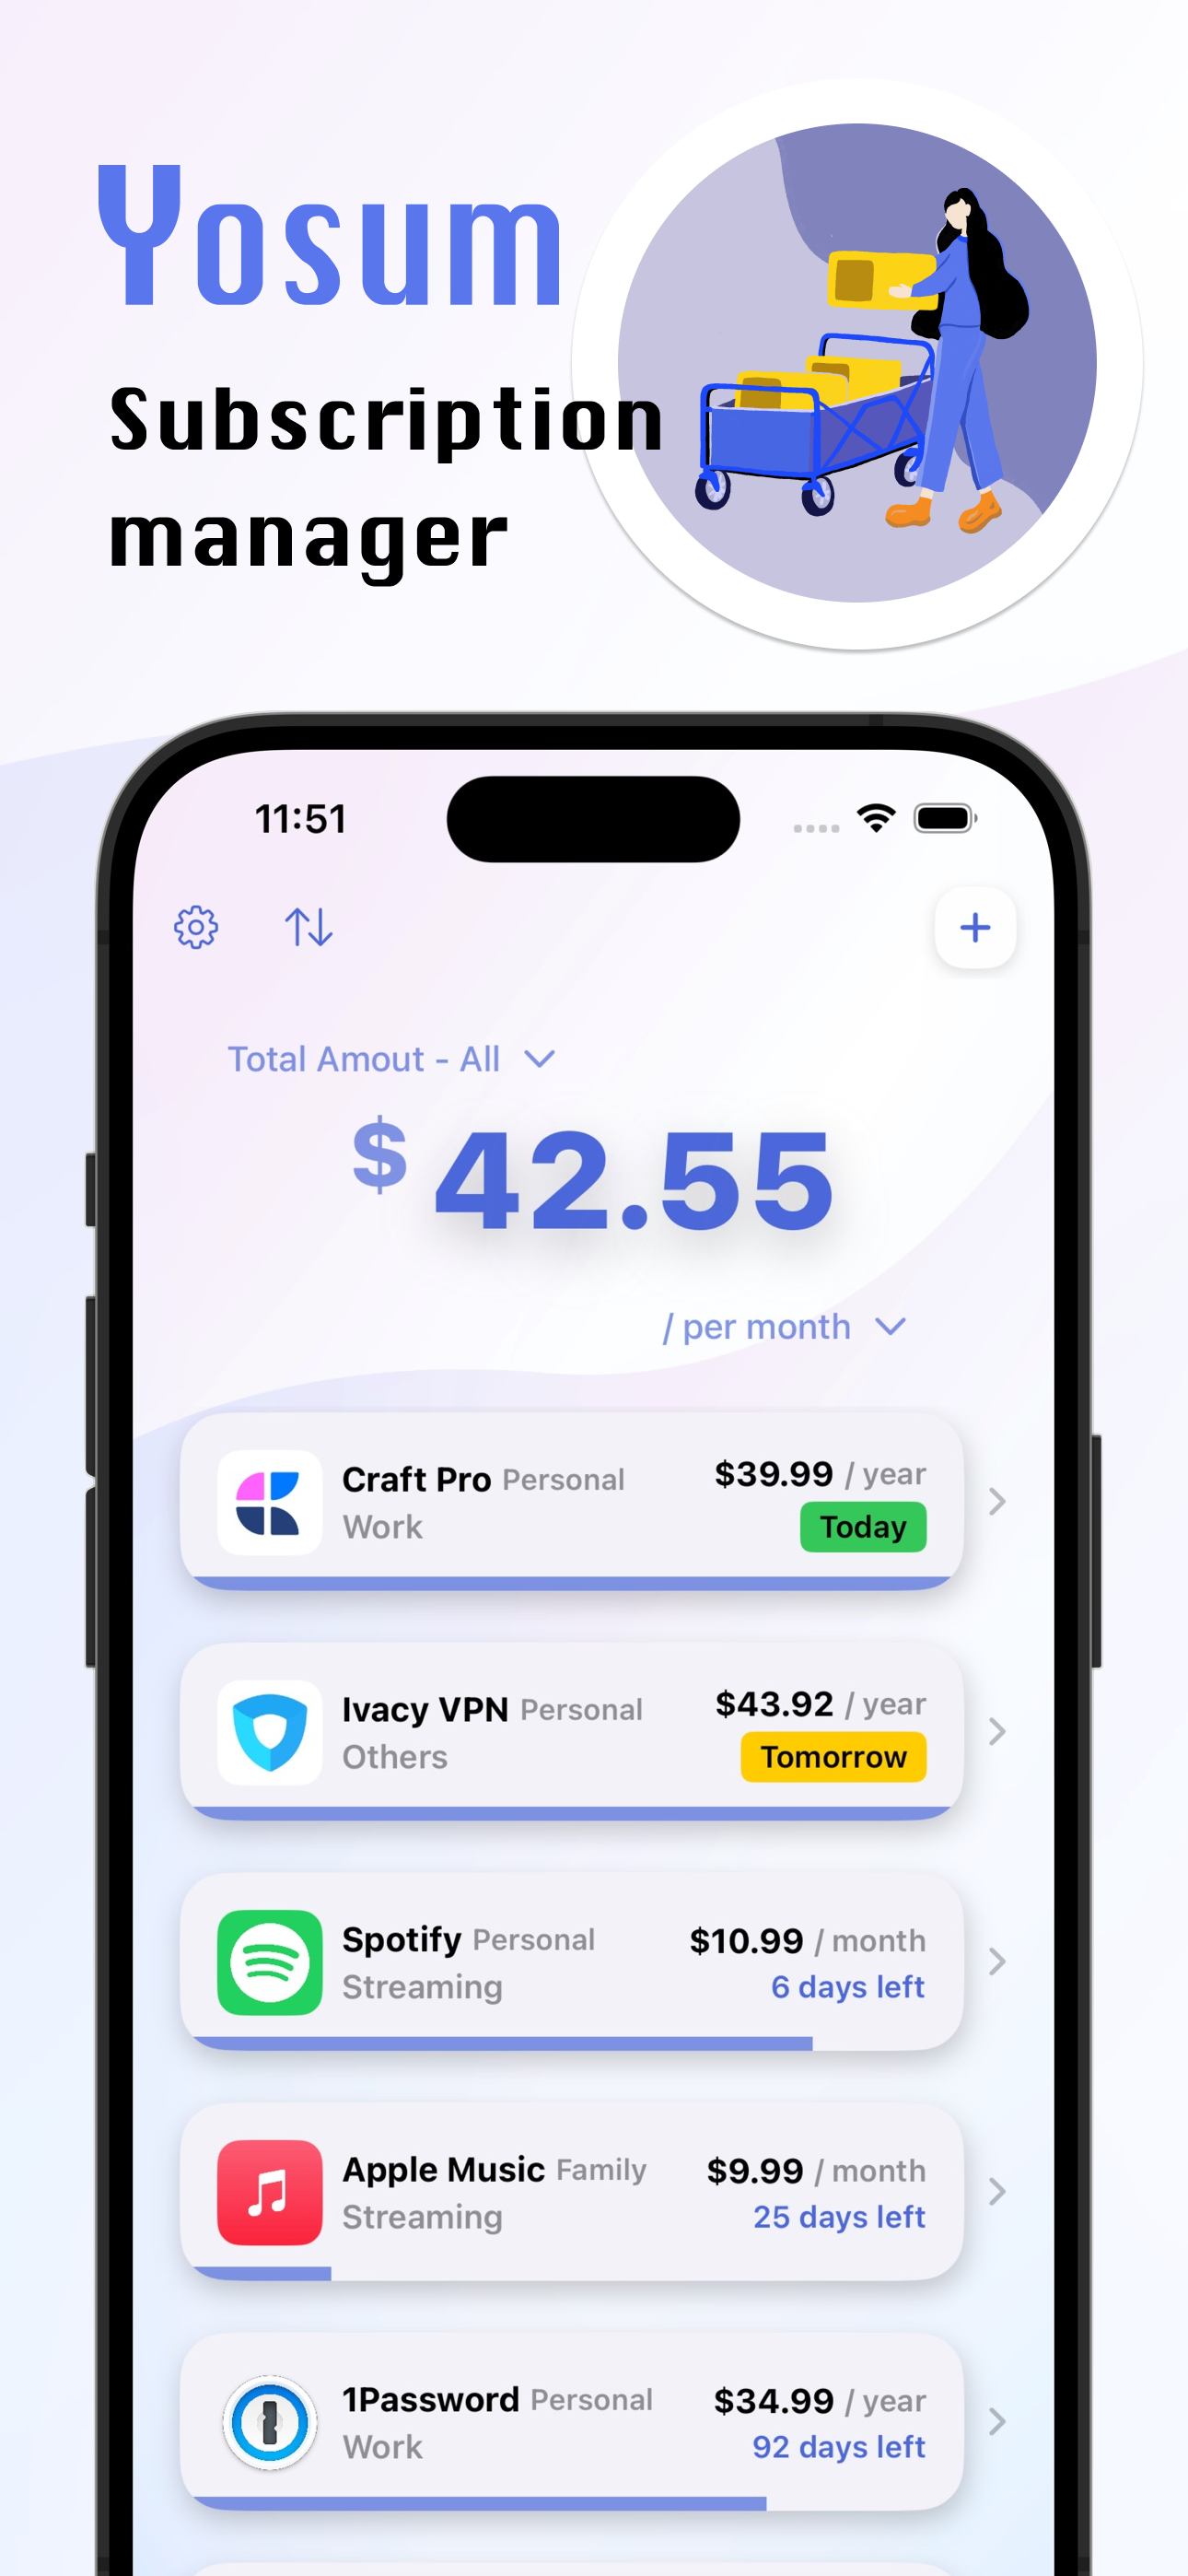 Yosum
Subscription
manager
11:51
Total Amout - All
$ 42.55
/ per month
Craft Pro Personal $39.99 / year
Work Today
Ivacy VPN Personal $43.92 / year
Others Tomorrow
Spotify Personal $10.99 / month
Streaming 6 days left
Apple Music Family $9.99 / month
Streaming 25 days left
1Password Personal $34.99 / year
Work 92 days left